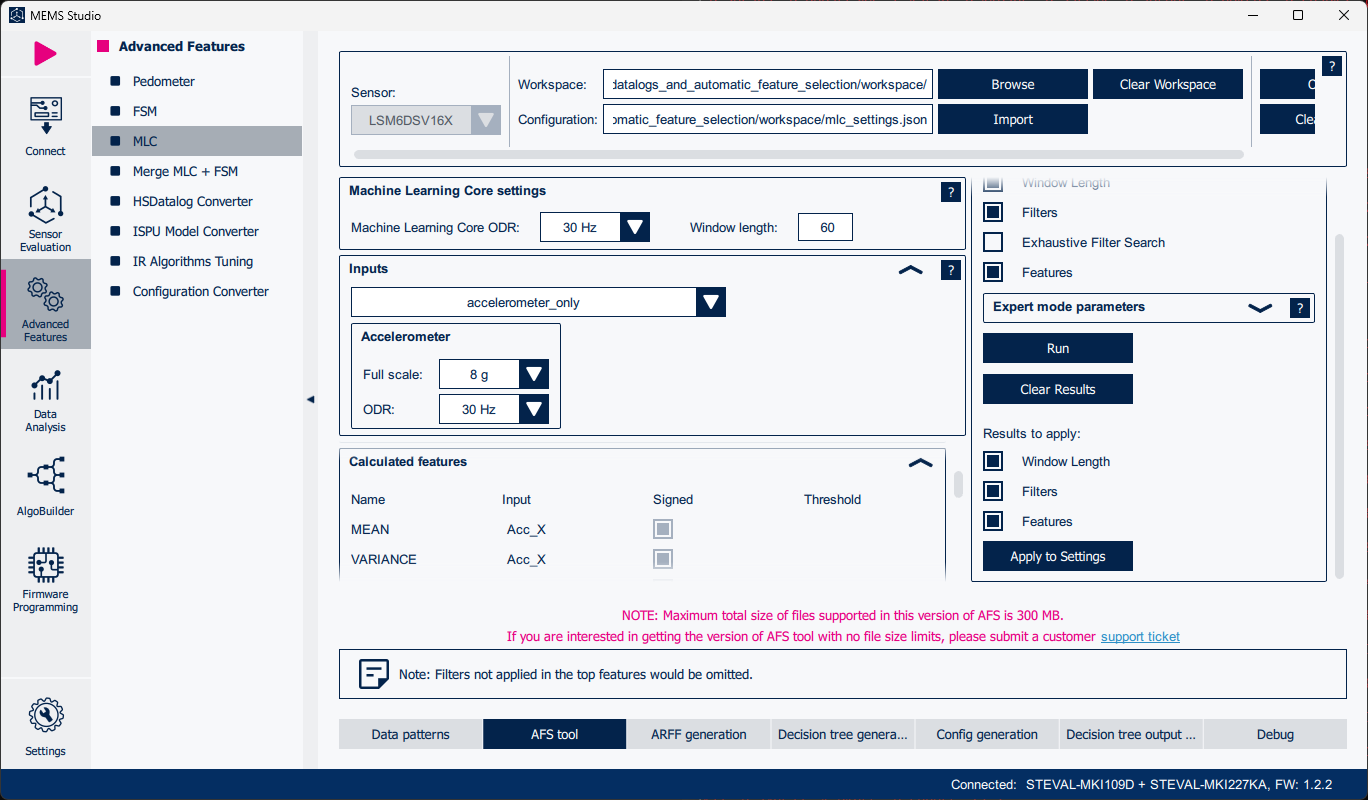 MEMS Studio
Connect
Sensor
Evaluation
Advanced
Features
Data
Analysis
AlgoBuilder
Firmware
Programming
Settings
Advanced Features
Pedometer
FSM
MLC
Merge MLC + FSM
HSDatalog Converter
ISPU Model Converter
IR Algorithms Tuning
Configuration Converter
Sensor:
LSM6DSV16X
Workspace: datalogs_and_automatic_feature_selection/workspace/ Browse Clear Workspace
Configuration: omatic_feature_selection/workspace/mlc_settings.json Import Clea
?
Machine Learning Core settings ?
Machine Learning Core ODR: 30 Hz Window length: 60
Inputs ?
accelerometer_only
Accelerometer
Full scale: 8 g
ODR: 30 Hz
Calculated features
Name Input Signed Threshold
MEAN Acc_X
VARIANCE Acc_X
Window Length
Filters
Exhaustive Filter Search
Features
Expert mode parameters ?
Run
Clear Results
Results to apply:
Window Length
Filters
Features
Apply to Settings
NOTE: Maximum total size of files supported in this version of AFS is 300 MB.
If you are interested in getting the version of AFS tool with no file size limits, please submit a customer support ticket
Note: Filters not applied in the top features would be omitted.
Data patterns AFS tool ARFF generation Decision tree genera... Config generation Decision tree output ... Debug
Connected: STEVAL-MKI109D + STEVAL-MKI227KA, FW: 1.2.2